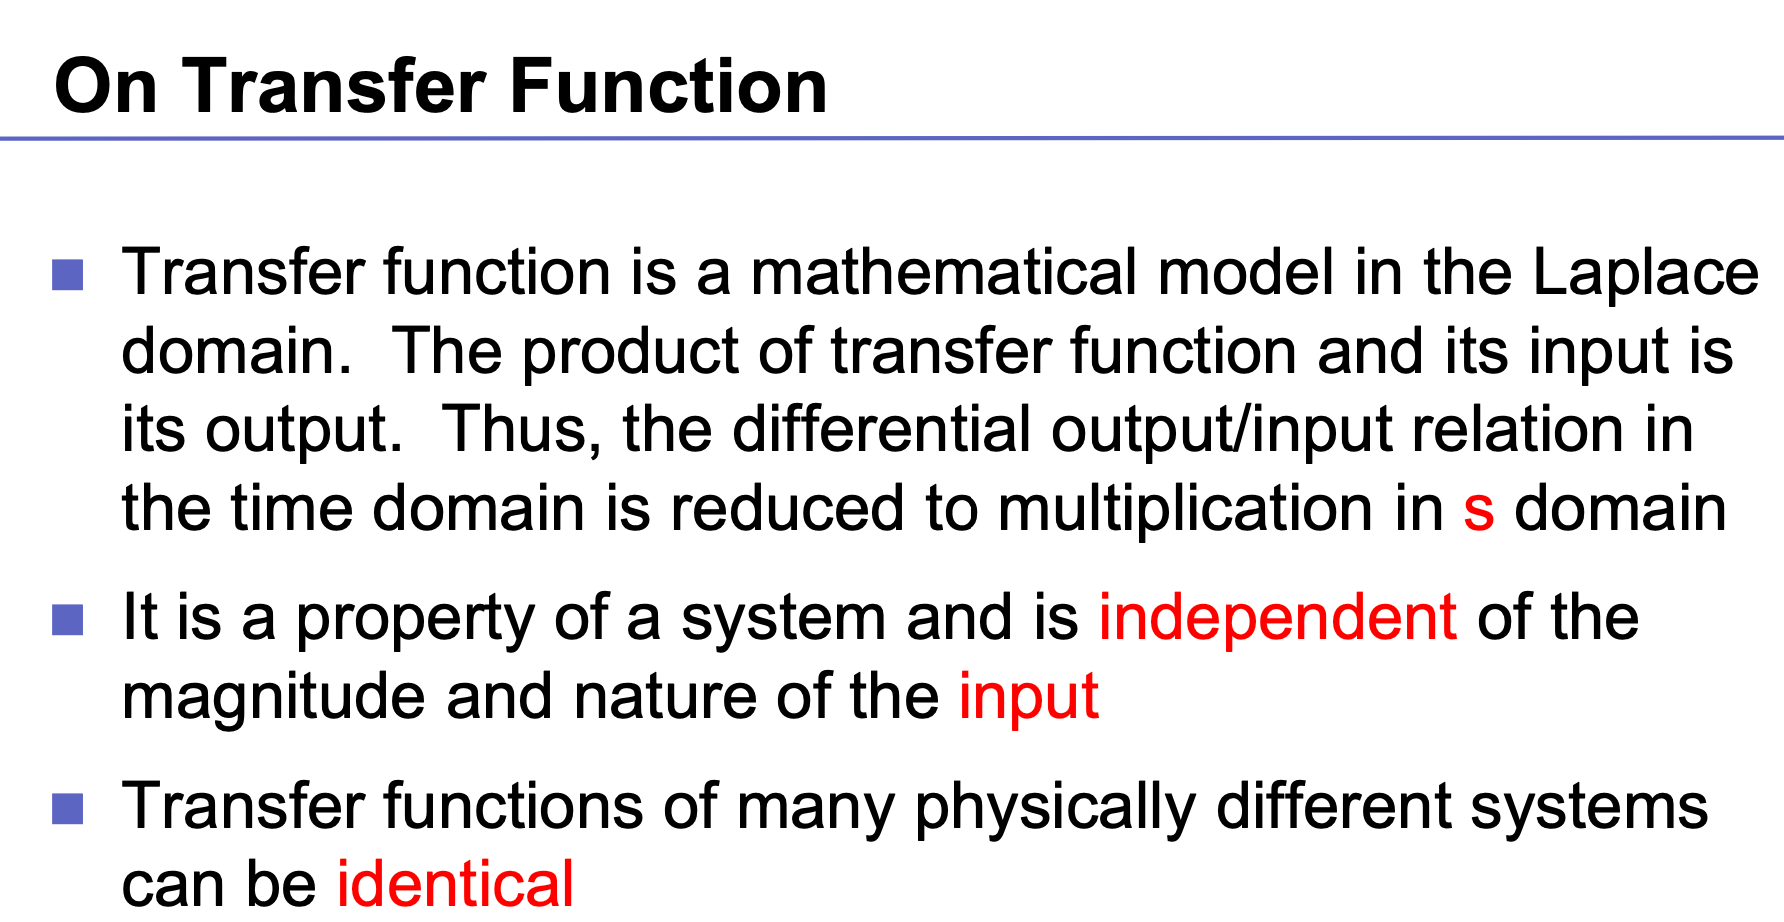 On Transfer Function
Transfer function is a mathematical model in the Laplace
domain.  The product of transfer function and its input is
its output.  Thus, the differential output/input relation in
the time domain is reduced to multiplication in s domain
It is a property of a system and is independent of the
magnitude and nature of the input
Transfer functions of many physically different systems
can be identical